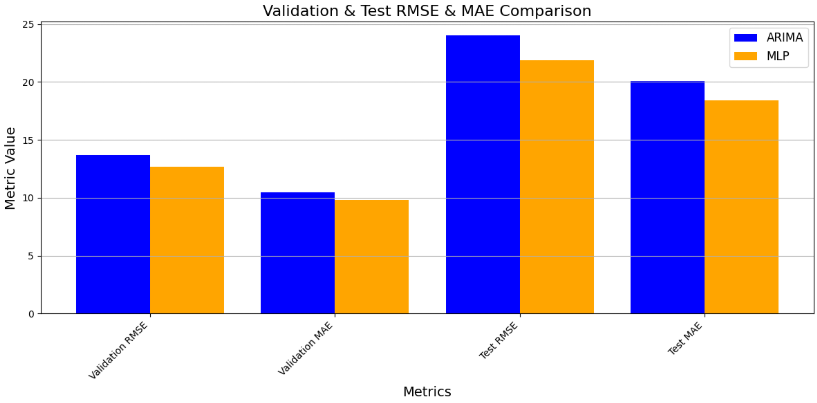 Validation & Test RMSE & MAE Comparison
ARIMA
MLP
Metric Value
25
20
15
10
5
0
Validation RMSE
Validation MAE
Test RMSE
Test MAE
Metrics